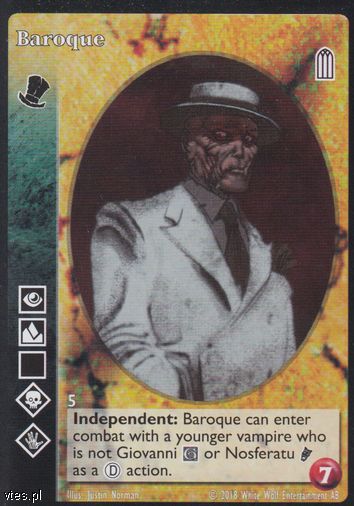 Baroque
5
Independent: Baroque can enter
combat with a younger vampire who
is not Giovanni or Nosferatu
as a D action.
7
vtes.pl
Illus: Justin Norman
© 2018 White Wolf Entertainment AB